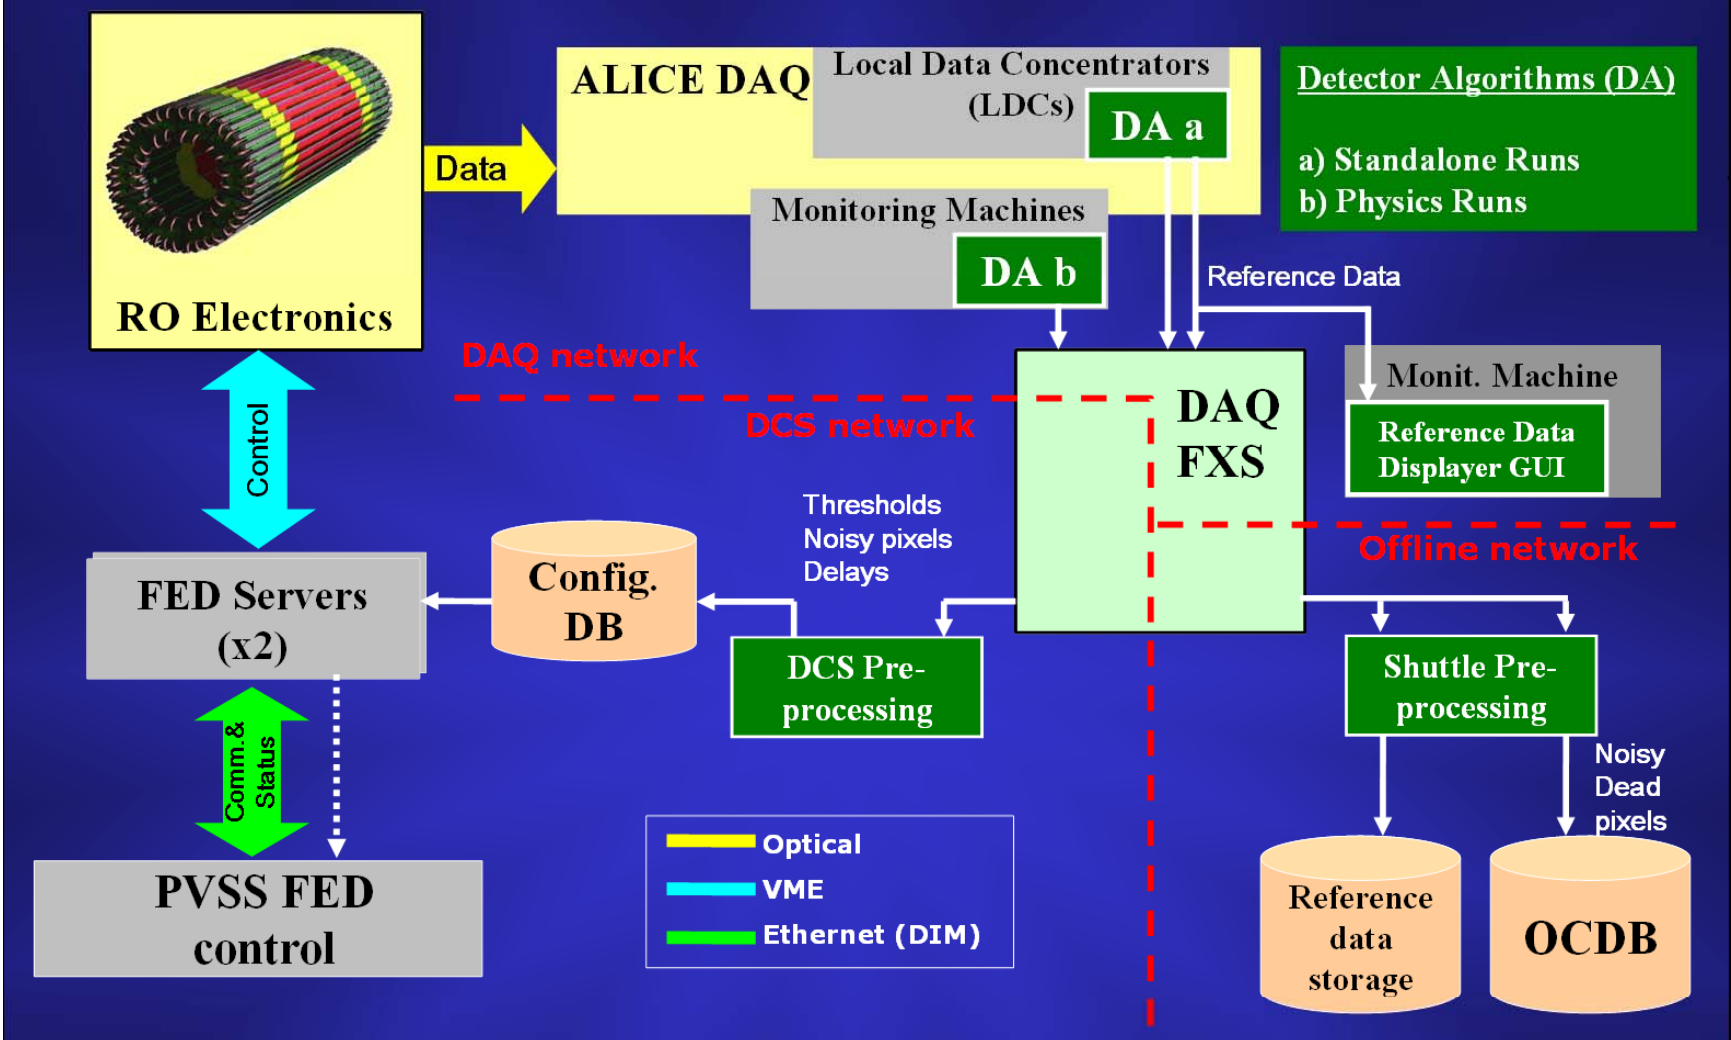 RO Electronics
Data
ALICE DAQ
Local Data Concentrators
(LDCs)
DA a
Monitoring Machines
DA b
Detector Algorithms (DA)
a) Standalone Runs
b) Physics Runs
Reference Data
DAQ network
DCS network
DAQ
FXS
Monit. Machine
Reference Data
Displayer GUI
Offline network
Control
Thresholds
Noisy pixels
Delays
FED Servers
(x2)
Config.
DB
DCS Pre-
processing
Shuttle Pre-
processing
Comm.&
Status
Noisy
Dead
pixels
PVSS FED
control
Optical
VME
Ethernet (DIM)
Reference
data
storage
OCDB